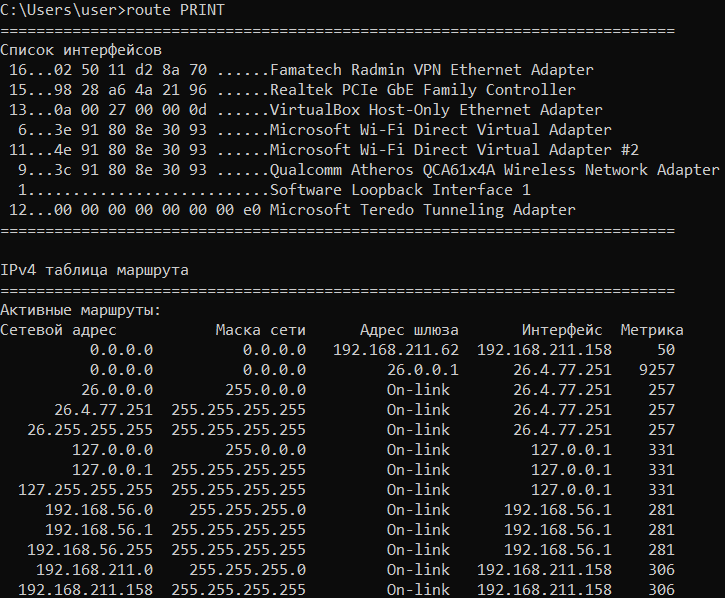 C:\Users\user>route PRINT
===========================================================================
Список интерфейсов
 16...02 50 11 d2 8a 70 ......Famatech Radmin VPN Ethernet Adapter
 15...98 28 a6 4a 21 96 ......Realtek PCIe GbE Family Controller
 13...0a 00 27 00 00 0d ......VirtualBox Host-Only Ethernet Adapter
  6...3e 91 80 8e 30 93 ......Microsoft Wi-Fi Direct Virtual Adapter
 11...4e 91 80 8e 30 93 ......Microsoft Wi-Fi Direct Virtual Adapter #2
  9...3c 91 80 8e 30 93 ......Qualcomm Atheros QCA61x4A Wireless Network Adapter
  1...........................Software Loopback Interface 1
 12...00 00 00 00 00 00 00 e0 Microsoft Teredo Tunneling Adapter
===========================================================================

IPv4 таблица маршрута
===========================================================================
Активные маршруты:
Сетевой адрес           Маска сети      Адрес шлюза       Интерфейс  Метрика
          0.0.0.0          0.0.0.0   192.168.211.62  192.168.211.158     50
          0.0.0.0          0.0.0.0         26.0.0.1      26.4.77.251   9257
         26.0.0.0        255.0.0.0         On-link       26.4.77.251    257
      26.4.77.251  255.255.255.255         On-link       26.4.77.251    257
   26.255.255.255  255.255.255.255         On-link       26.4.77.251    257
        127.0.0.0        255.0.0.0         On-link         127.0.0.1    331
        127.0.0.1  255.255.255.255         On-link         127.0.0.1    331
  127.255.255.255  255.255.255.255         On-link         127.0.0.1    331
     192.168.56.0    255.255.255.0         On-link      192.168.56.1    281
     192.168.56.1  255.255.255.255         On-link      192.168.56.1    281
   192.168.56.255  255.255.255.255         On-link      192.168.56.1    281
    192.168.211.0    255.255.255.0         On-link   192.168.211.158    306
  192.168.211.158  255.255.255.255         On-link   192.168.211.158    306